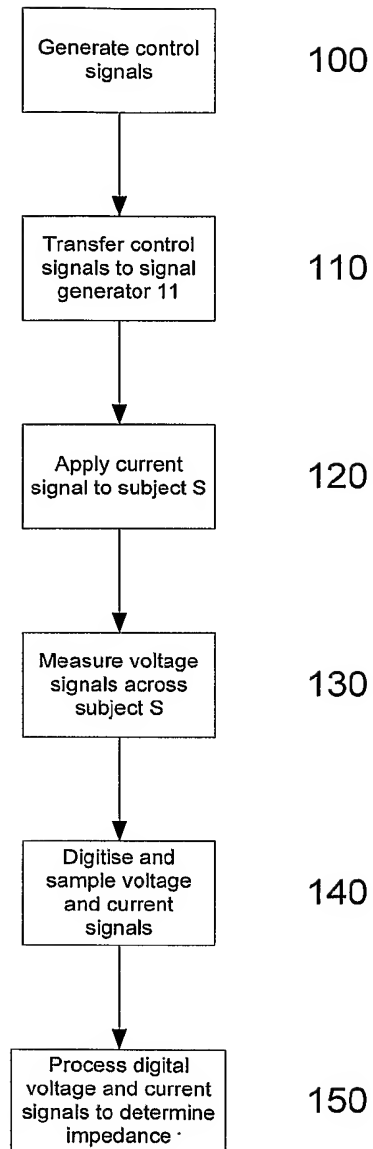 Generate control
signals
100
Transfer control
signals to signal
generator 11
110
Apply current
signal to subject S
120
Measure voltage
signals across
subject S
130
Digitise and
sample voltage
and current
signals
140
Process digital
voltage and current
signals to determine
impedance
150